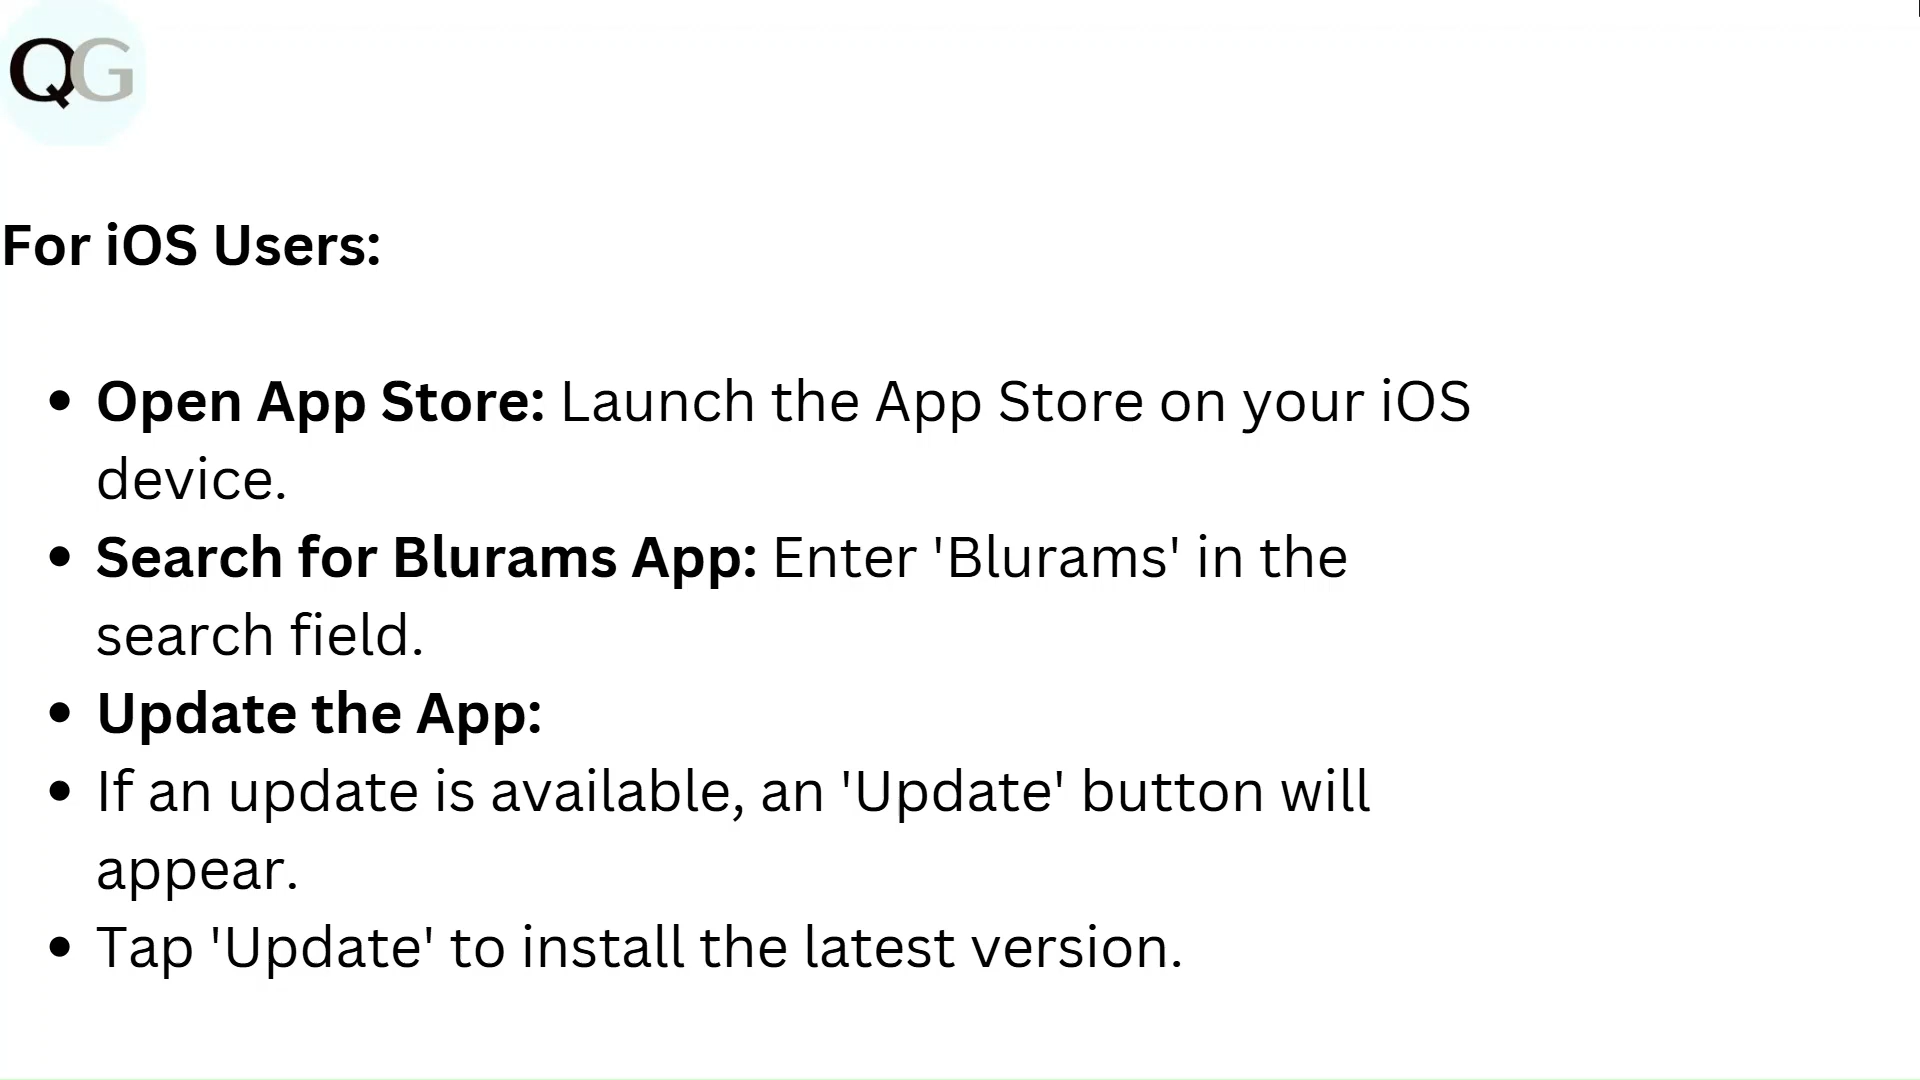 QG
For iOS Users:
• Open App Store: Launch the App Store on your iOS
device.
• Search for Blurams App: Enter 'Blurams' in the
search field.
• Update the App:
• If an update is available, an 'Update' button will
appear.
• Tap 'Update' to install the latest version.